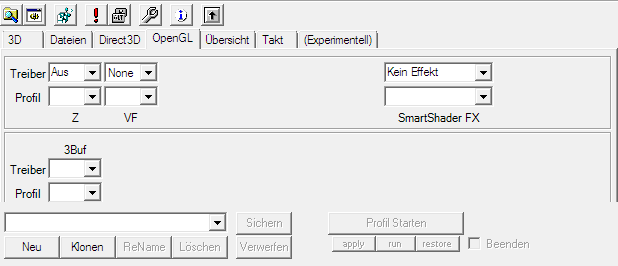 3D Dateien Direct3D OpenGL Übersicht Takt (Experimentell)
Treiber Aus None Kein Effekt
Profil
Z VF SmartShader FX
3Buf
Treiber
Profil
Sichern Profil Starten
Neu Klonen ReName Löschen Verwerfen apply run restore Beenden